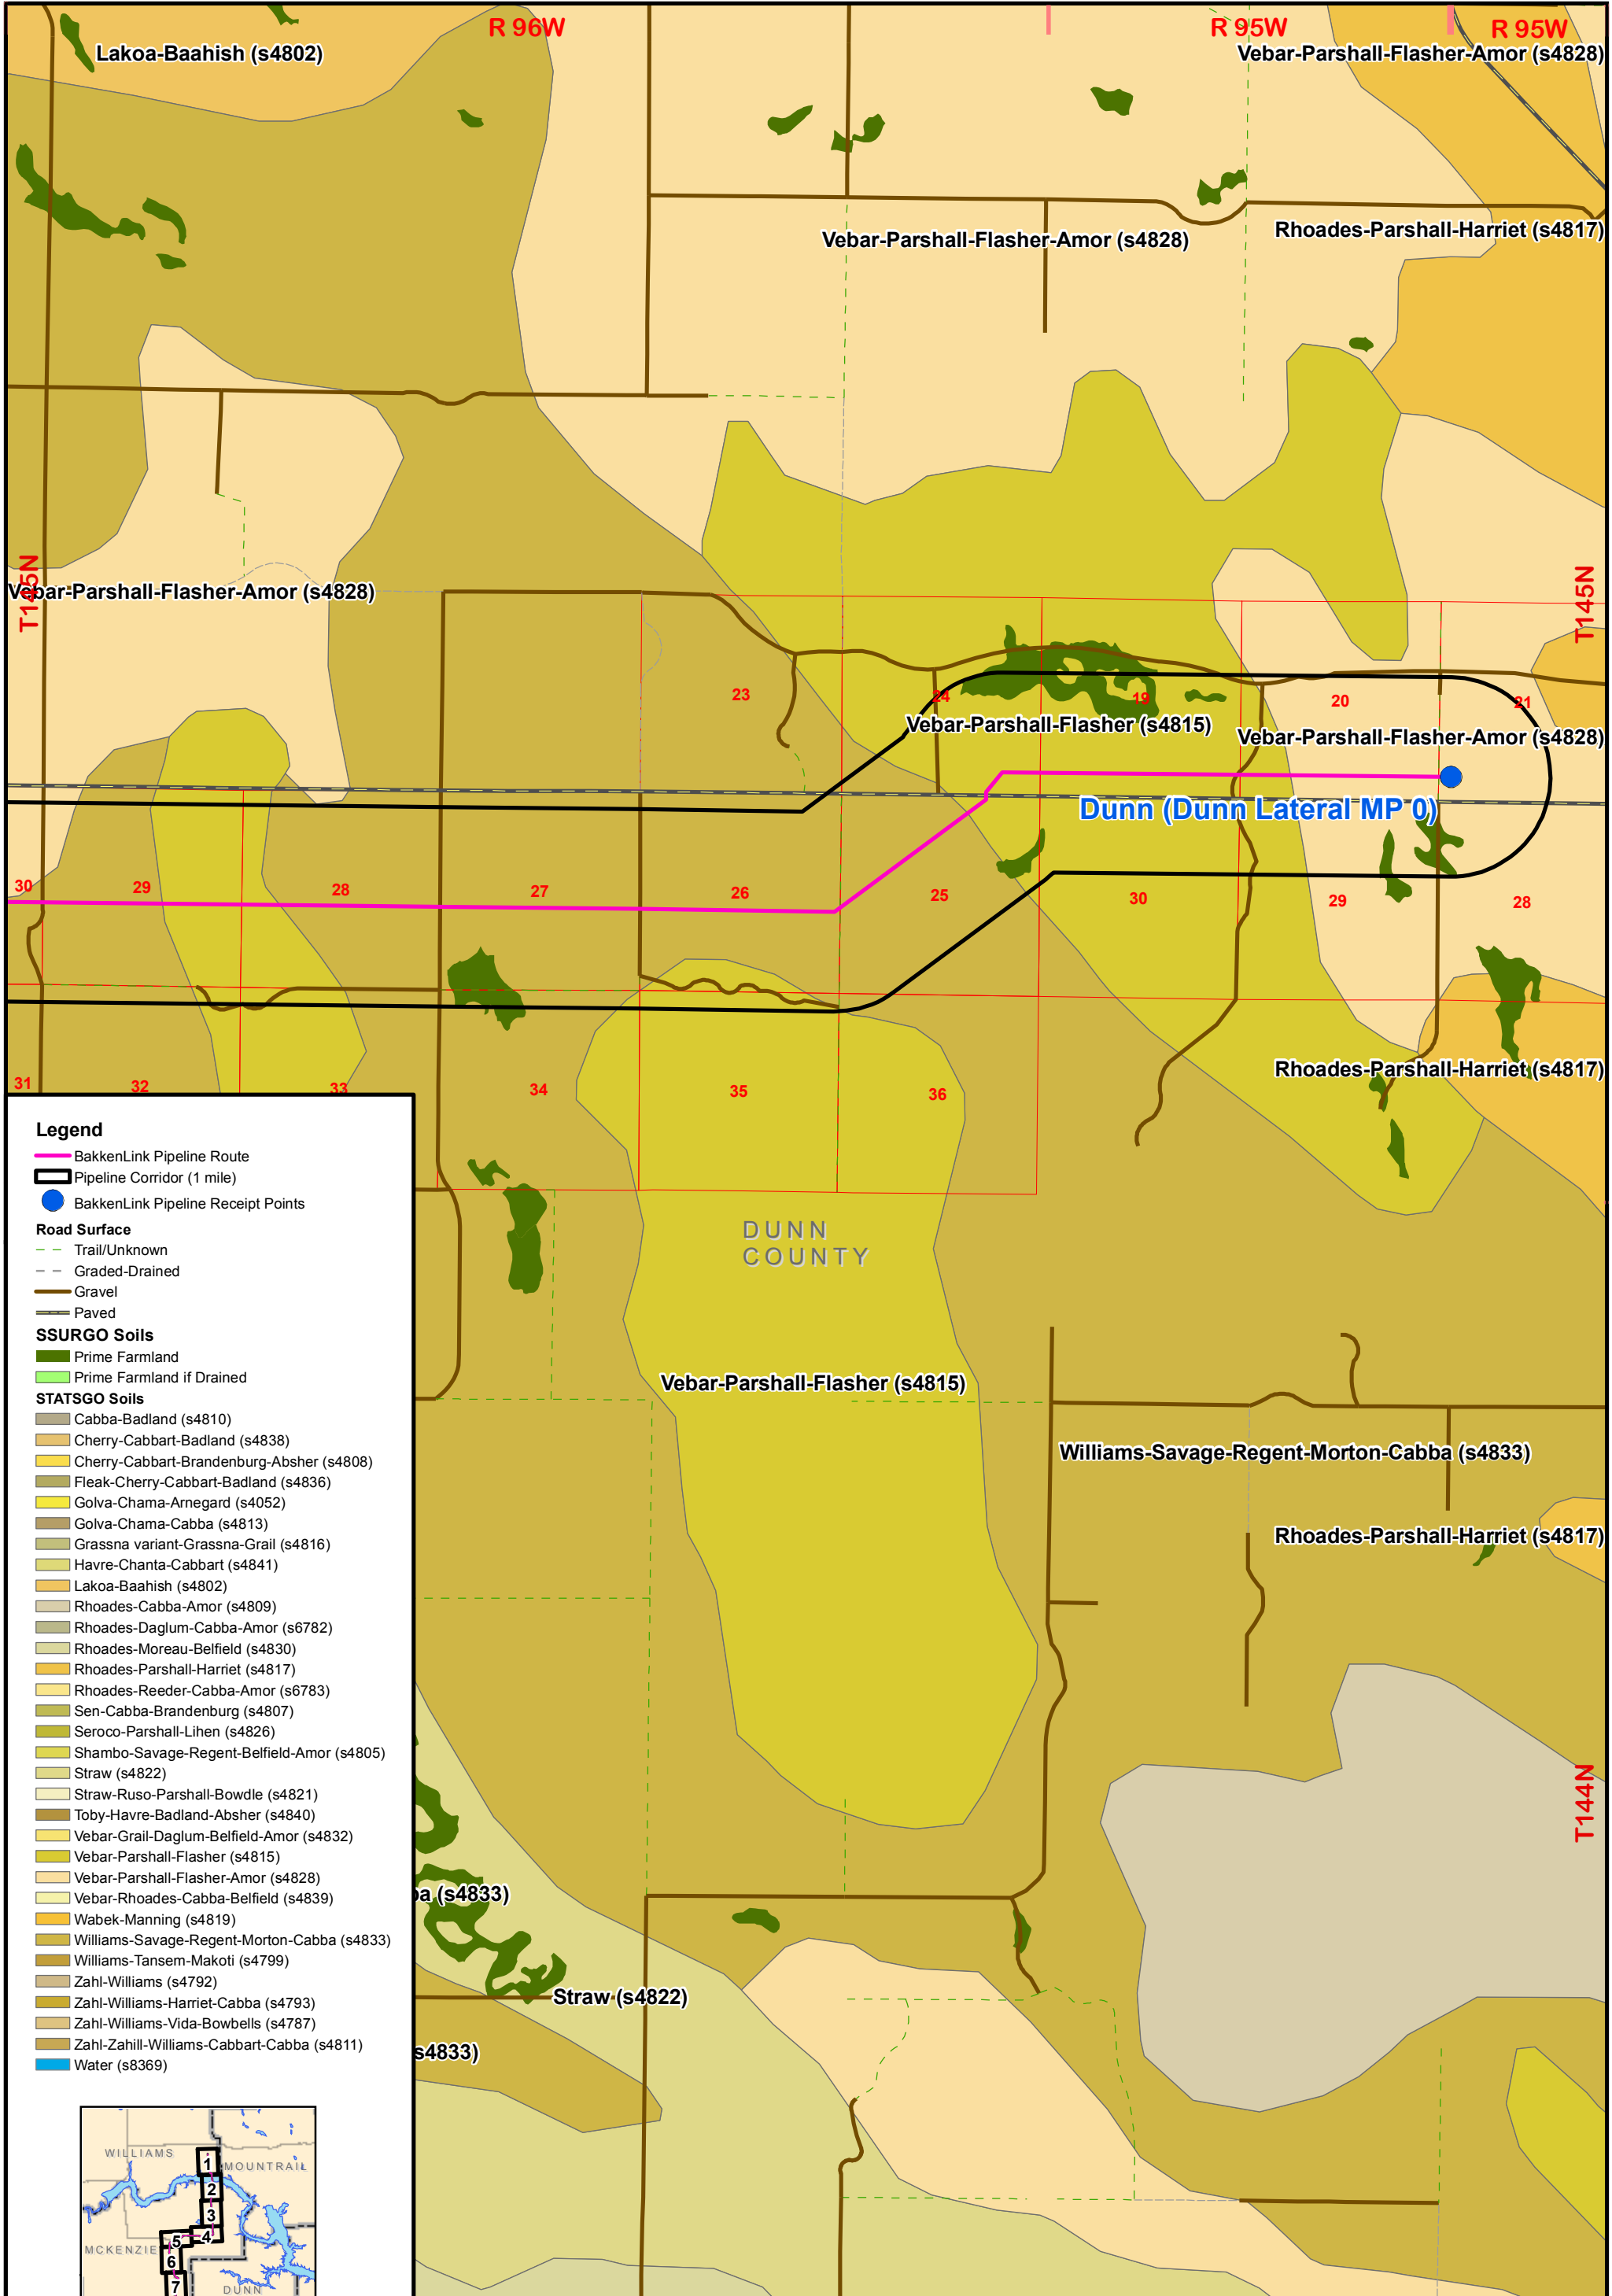 R 96W
R 95W
R 95W
Lakoa-Baahish (s4802)
Vebar-Parshall-Flasher-Amor (s4828)
Rhoades-Parshall-Harriet (s4817)
Vebar-Parshall-Flasher-Amor (s4828)
T145N
T145N
Vebar-Parshall-Flasher-Amor (s4828)
23
24
19
20
21
Vebar-Parshall-Flasher (s4815)
Vebar-Parshall-Flasher-Amor (s4828)
Dunn (Dunn Lateral MP 0)
30
29
28
27
26
25
30
29
28
Rhoades-Parshall-Harriet (s4817)
31
32
33
34
35
36
DUNN
COUNTY
Vebar-Parshall-Flasher (s4815)
Williams-Savage-Regent-Morton-Cabba (s4833)
Rhoades-Parshall-Harriet (s4817)
T144N
ba (s4833)
Straw (s4822)
s4833)
Legend
BakkenLink Pipeline Route
Pipeline Corridor (1 mile)
BakkenLink Pipeline Receipt Points
Road Surface
Trail/Unknown
Graded-Drained
Gravel
Paved
SSURGO Soils
Prime Farmland
Prime Farmland if Drained
STATSGO Soils
Cabba-Badland (s4810)
Cherry-Cabbart-Badland (s4838)
Cherry-Cabbart-Brandenburg-Absher (s4808)
Fleak-Cherry-Cabbart-Badland (s4836)
Golva-Chama-Arnegard (s4052)
Golva-Chama-Cabba (s4813)
Grassna variant-Grassna-Grail (s4816)
Havre-Chanta-Cabbart (s4841)
Lakoa-Baahish (s4802)
Rhoades-Cabba-Amor (s4809)
Rhoades-Daglum-Cabba-Amor (s6782)
Rhoades-Moreau-Belfield (s4830)
Rhoades-Parshall-Harriet (s4817)
Rhoades-Reeder-Cabba-Amor (s6783)
Sen-Cabba-Brandenburg (s4807)
Seroco-Parshall-Lihen (s4826)
Shambo-Savage-Regent-Belfield-Amor (s4805)
Straw (s4822)
Straw-Ruso-Parshall-Bowdle (s4821)
Toby-Havre-Badland-Absher (s4840)
Vebar-Grail-Daglum-Belfield-Amor (s4832)
Vebar-Parshall-Flasher (s4815)
Vebar-Parshall-Flasher-Amor (s4828)
Vebar-Rhoades-Cabba-Belfield (s4839)
Wabek-Manning (s4819)
Williams-Savage-Regent-Morton-Cabba (s4833)
Williams-Tansem-Makoti (s4799)
Zahl-Williams (s4792)
Zahl-Williams-Harriet-Cabba (s4793)
Zahl-Williams-Vida-Bowbells (s4787)
Zahl-Zahill-Williams-Cabbart-Cabba (s4811)
Water (s8369)
WILLIAMS
MOUNTRAIL
1
2
3
4
5
MCKENZIE
6
7
DUNN